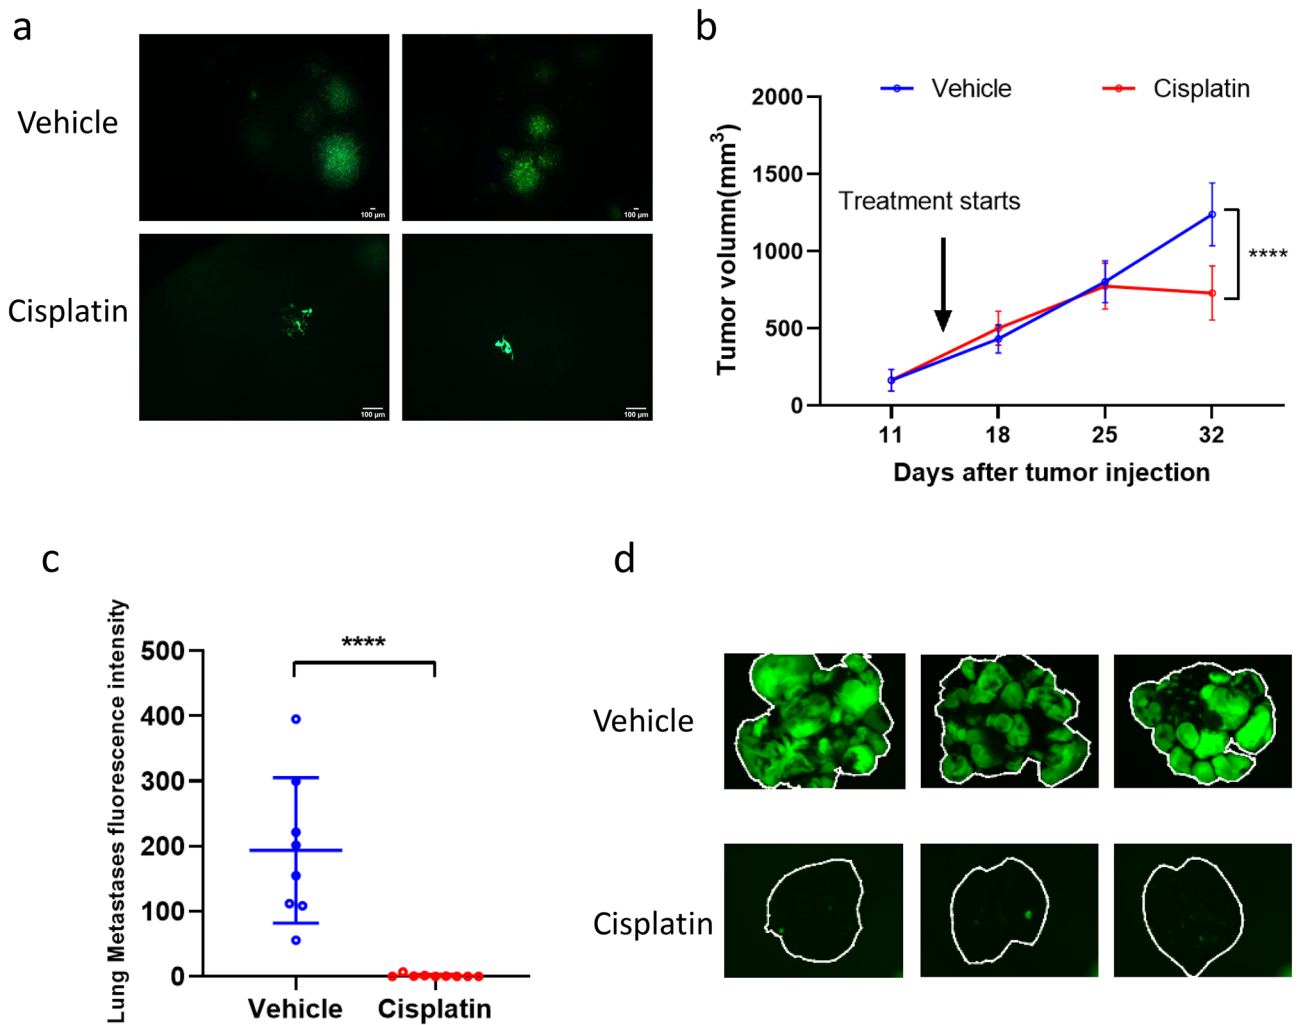 a
Vehicle
100 μm
100 μm
Cisplatin
100 μm
100 μm
b
Vehicle
Cisplatin
Tumor volumn(mm³)
2000
1500
1000
500
0
Treatment starts
****
11 18 25 32
Days after tumor injection
c
Lung Metastases fluorescence intensity
500
400
300
200
100
0
****
Vehicle Cisplatin
d
Vehicle
Cisplatin